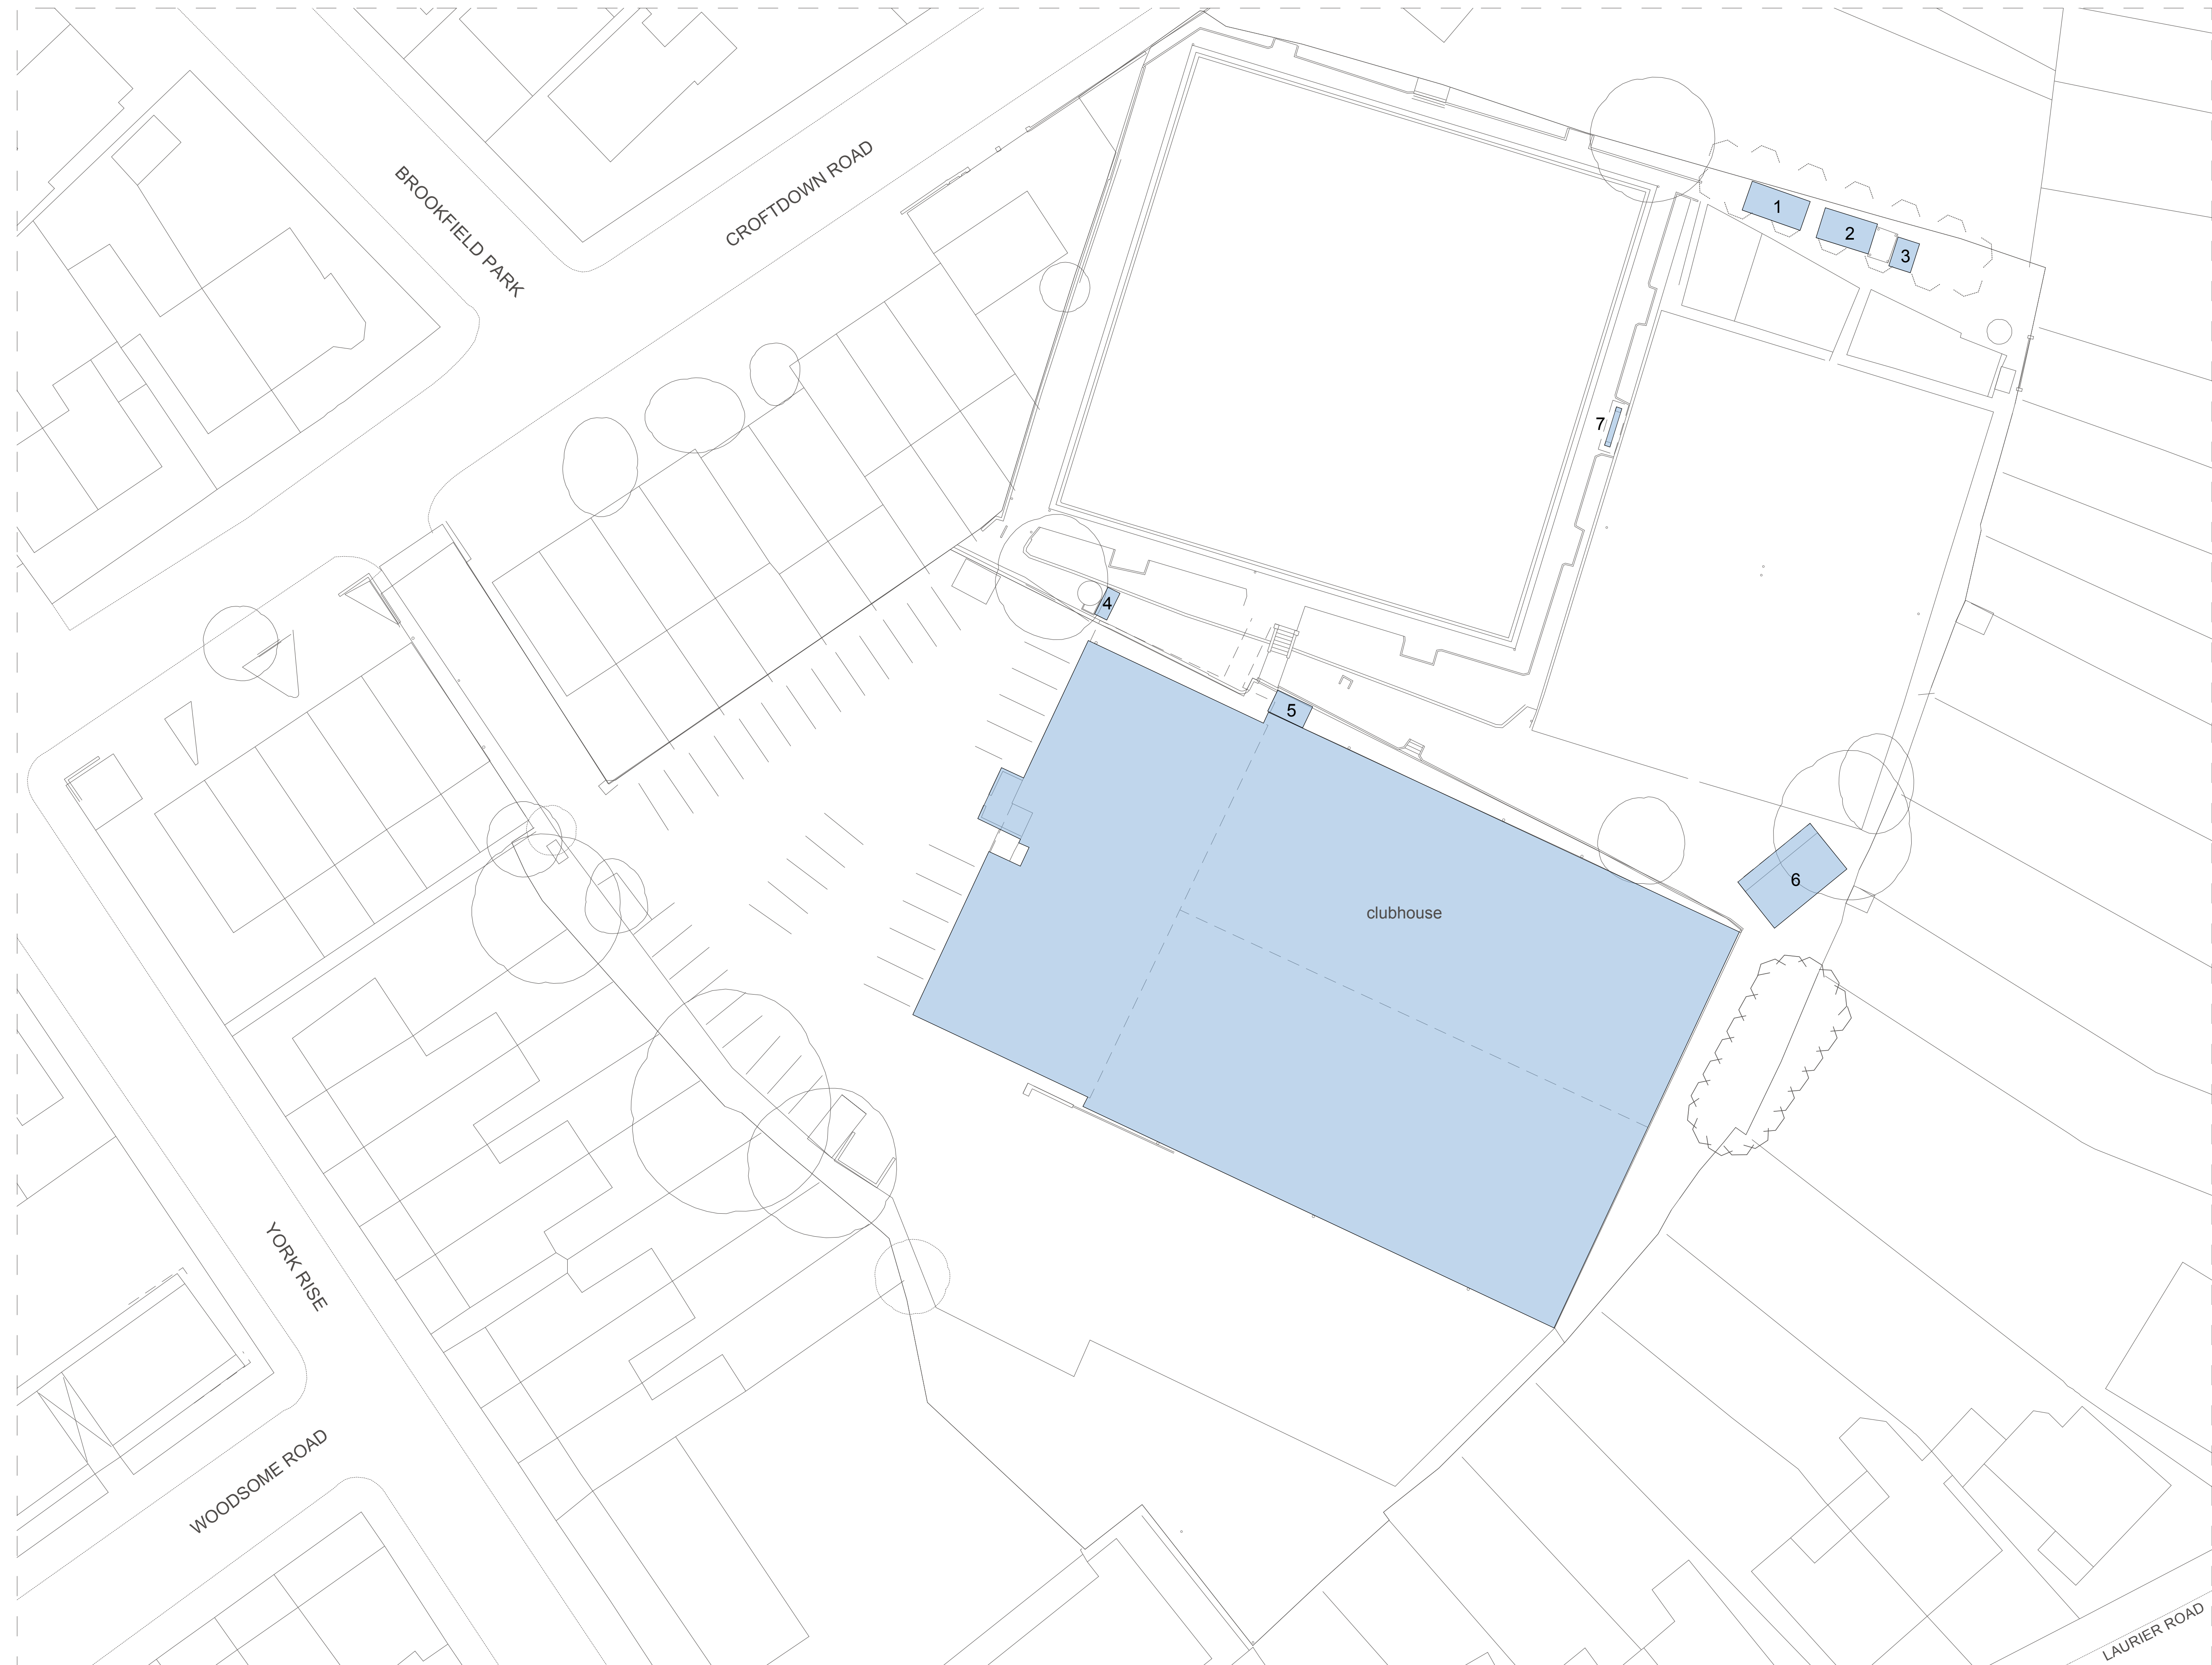 BROOKFIELD PARK
CROFTDOWN ROAD
1
2
3
7
4
5
6
clubhouse
YORK RISE
WOODSOME ROAD
LAURIER ROAD